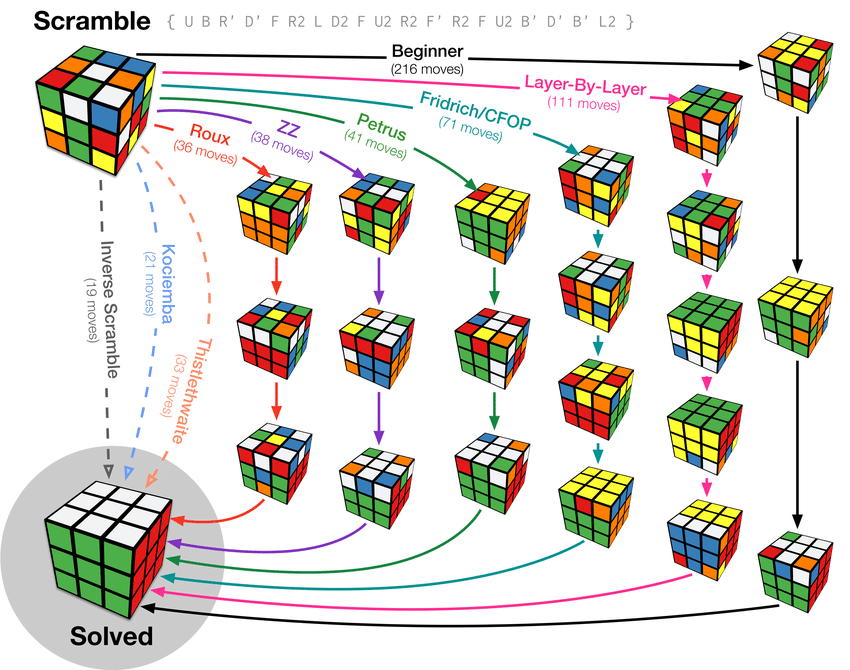 Scramble { U B R' D' F R2 L D2 F U2 R2 F' R2 F U2 B' D' B' L2 }
Beginner
(216 moves)
Layer-By-Layer
(111 moves)
Fridrich/CFOP
(71 moves)
Petrus
(41 moves)
ZZ
(38 moves)
Roux
(36 moves)
Inverse Scramble
(19 moves)
Kociemba
(21 moves)
Thistlethwaite
(33 moves)
Solved